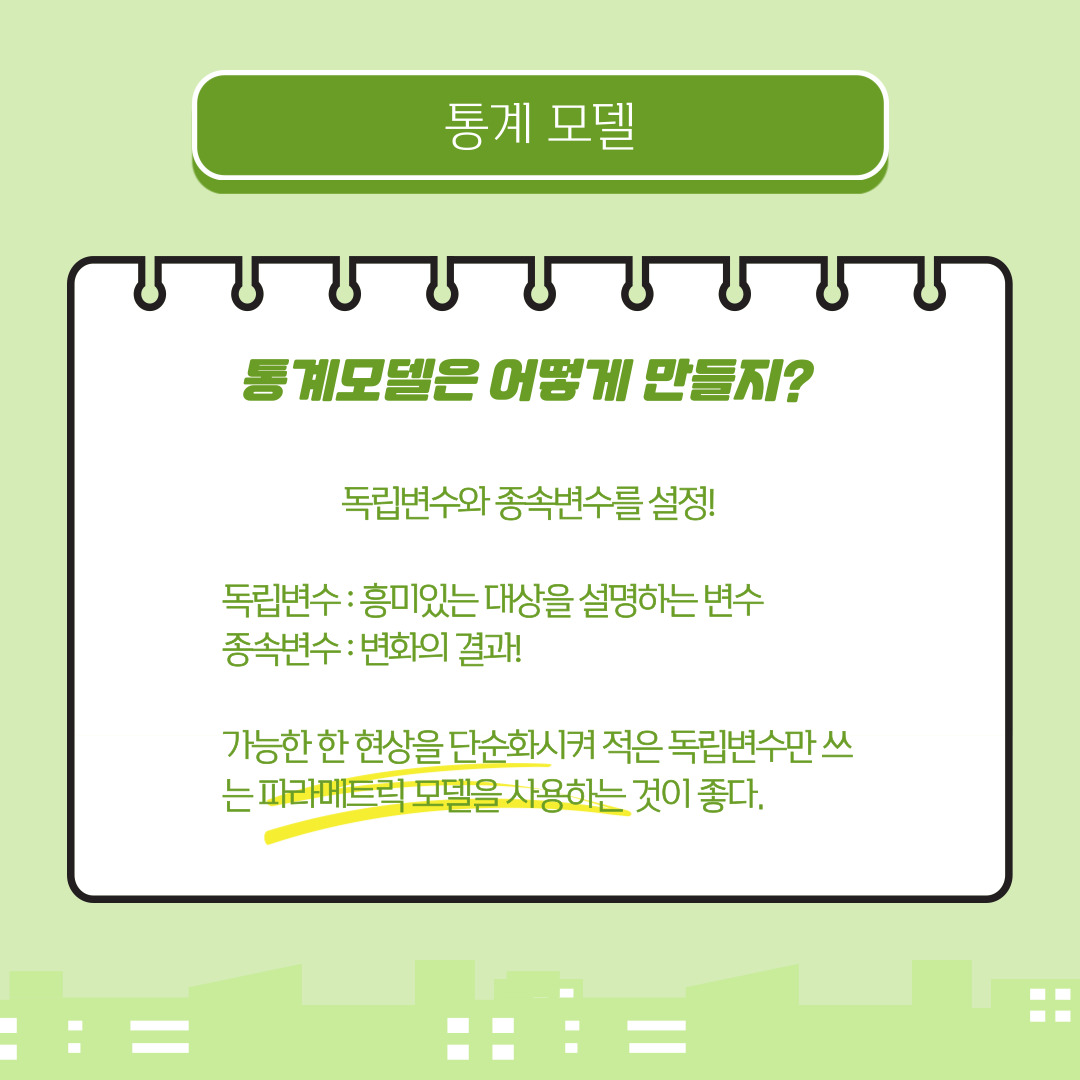 통계 모델
통계모델은 어떻게 만들지?
독립변수와 종속변수를 설정!
독립변수 : 흥미있는 대상을 설명하는 변수
종속변수 : 변화의 결과!
가능한 한 현상을 단순화시켜 적은 독립변수만 쓰
는 파라메트릭 모델을 사용하는 것이 좋다.